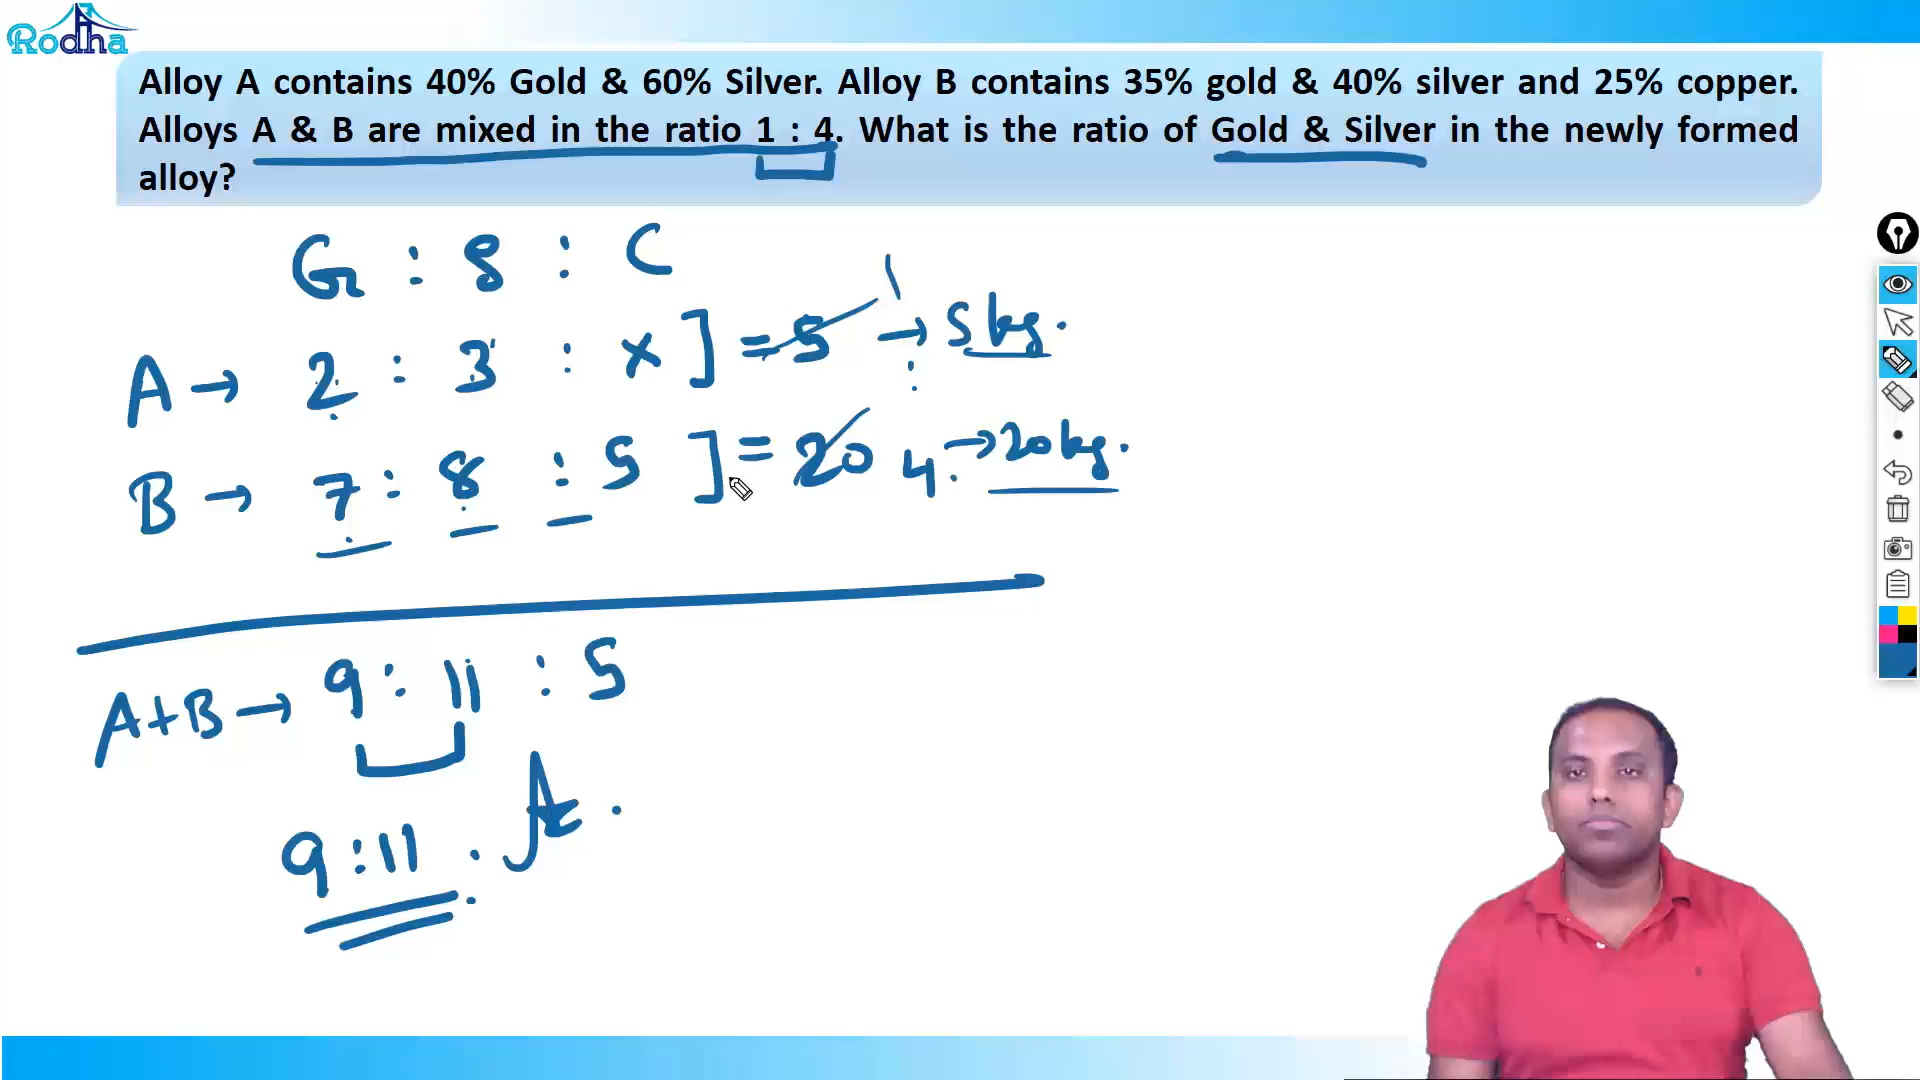 Rodha
Alloy A contains 40% Gold & 60% Silver. Alloy B contains 35% gold & 40% silver and 25% copper.
Alloys A & B are mixed in the ratio 1 : 4. What is the ratio of Gold & Silver in the newly formed
alloy?
G : S : C
A → 2 : 3 : x ] = 5 1 → 5 kg.
:
B → 7 : 8 : 5 ] = 20 4. → 20 kg.
A+B → 9 : 11 : 5
9 : 11 .